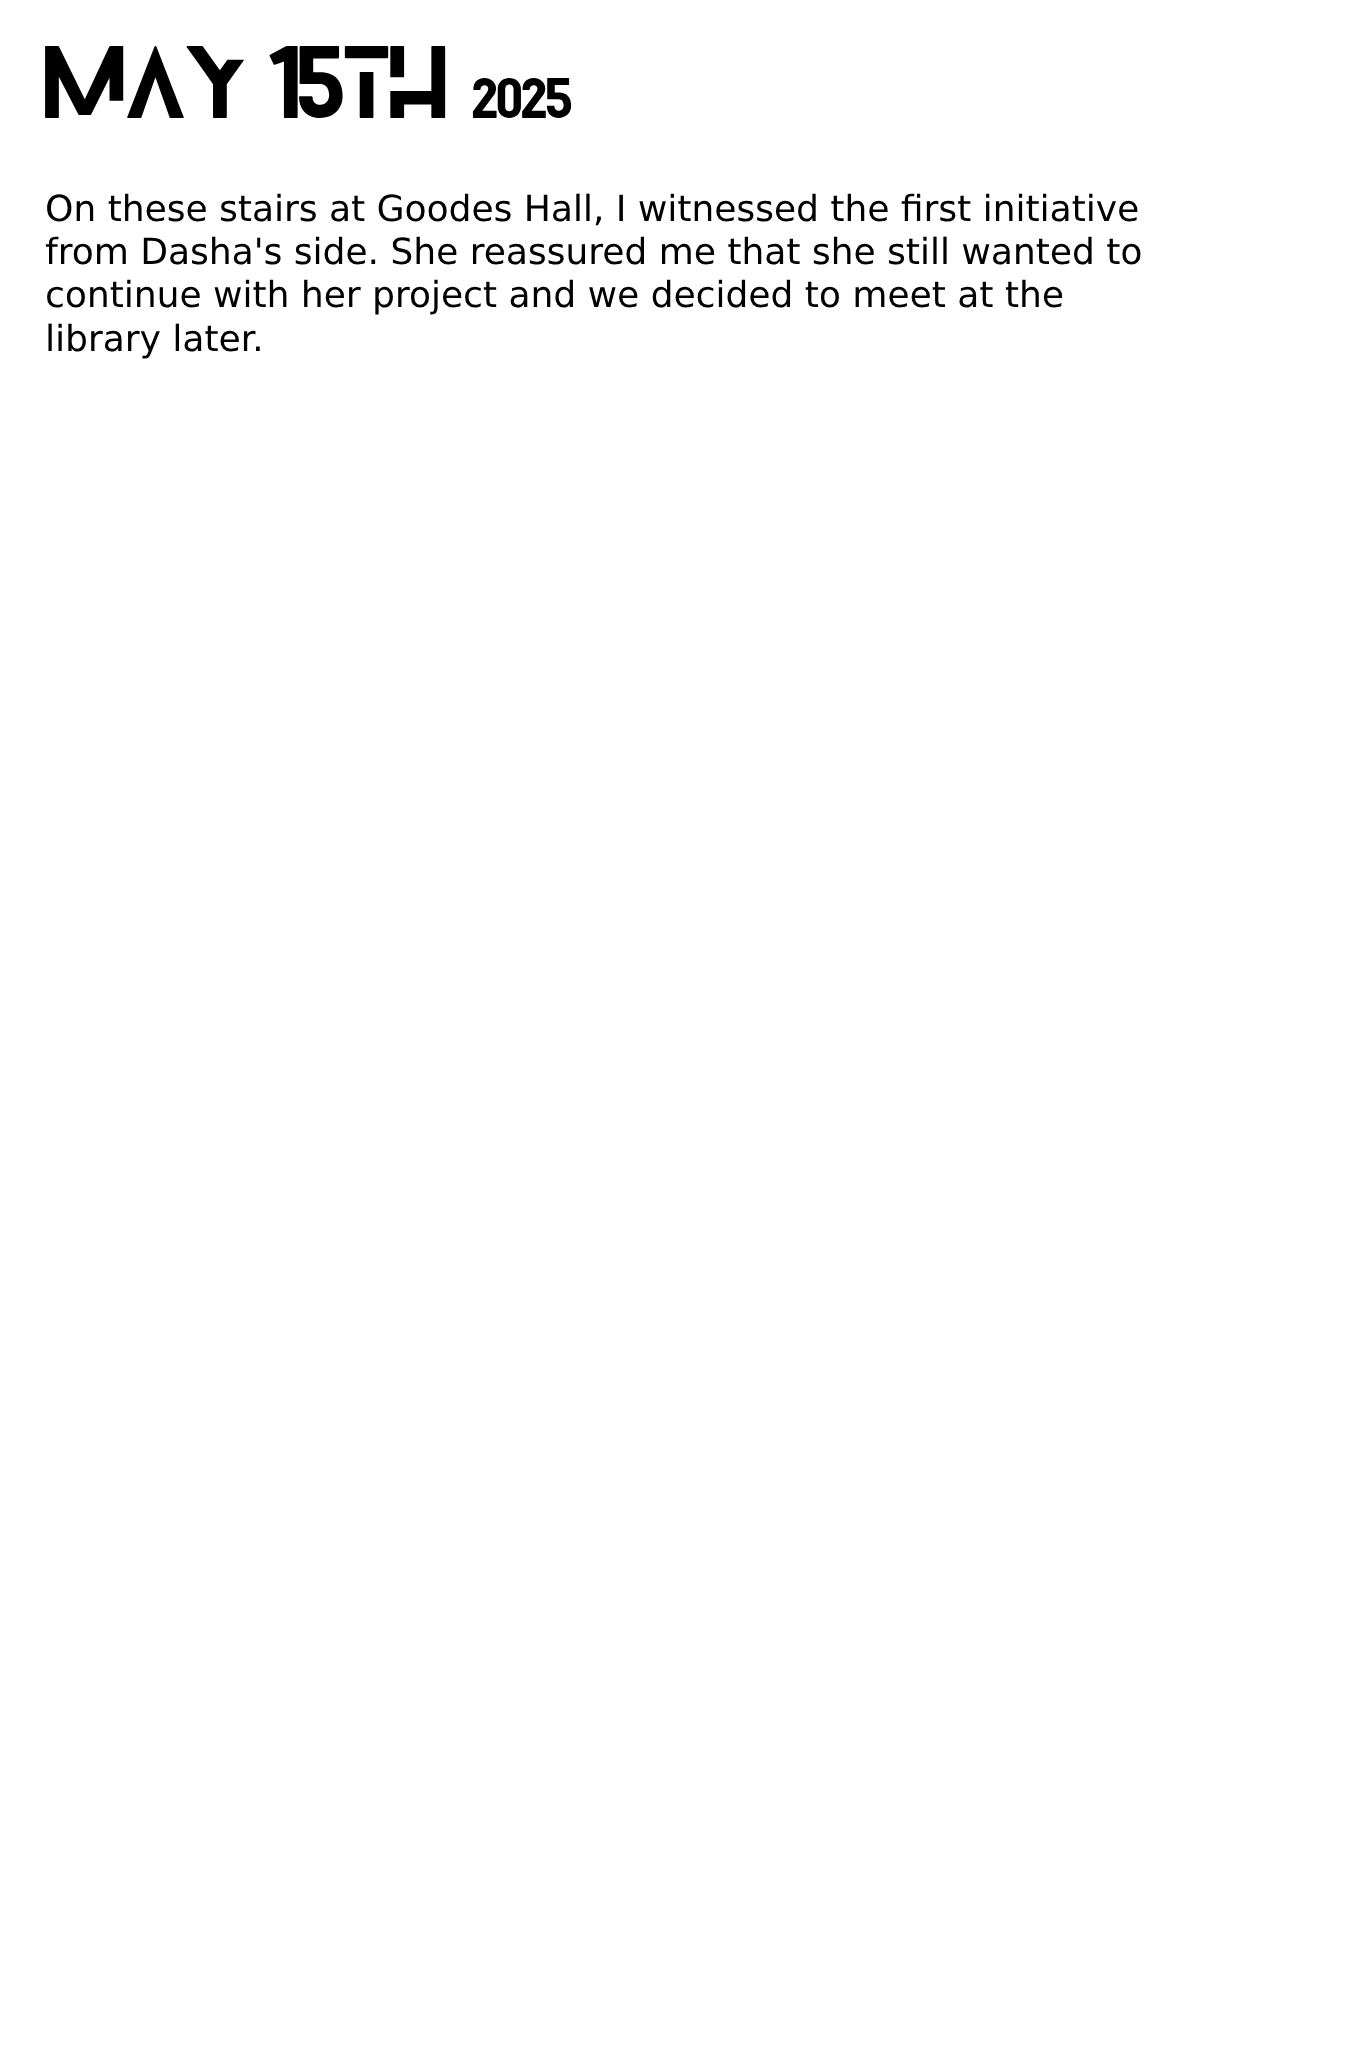 MAY 15TH 2025
On these stairs at Goodes Hall, I witnessed the first initiative
from Dasha's side. She reassured me that she still wanted to
continue with her project and we decided to meet at the
library later.